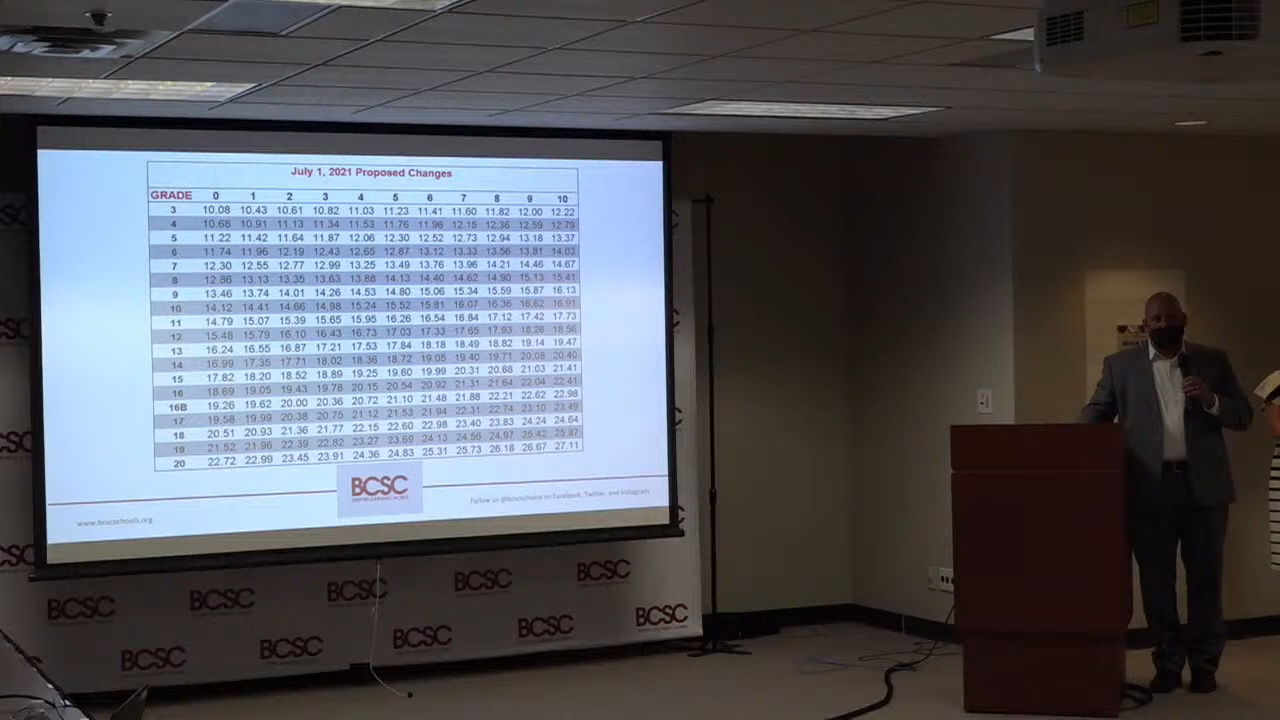 July 1, 2021 Proposed Changes
GRADE 0 1 2 3 4 5 6 7 8 9 10
3 10.08 10.43 10.61 10.82 11.03 11.23 11.41 11.60 11.82 12.00 12.22
4 10.68 10.91 11.13 11.34 11.53 11.76 11.96 12.15 12.36 12.59 12.79
5 11.22 11.42 11.64 11.87 12.06 12.30 12.52 12.73 12.94 13.18 13.37
6 11.74 11.96 12.19 12.43 12.65 12.87 13.12 13.33 13.56 13.81 14.03
7 12.30 12.55 12.77 12.99 13.25 13.49 13.76 13.96 14.21 14.46 14.67
8 12.86 13.13 13.35 13.63 13.88 14.13 14.40 14.62 14.90 15.13 15.41
9 13.46 13.74 14.01 14.26 14.53 14.80 15.06 15.34 15.59 15.87 16.13
10 14.12 14.41 14.66 14.98 15.24 15.52 15.81 16.07 16.36 16.62 16.91
11 14.79 15.07 15.39 15.65 15.95 16.26 16.54 16.84 17.12 17.42 17.73
12 15.48 15.79 16.10 16.43 16.73 17.03 17.33 17.65 17.93 18.26 18.56
13 16.24 16.55 16.87 17.21 17.53 17.84 18.18 18.49 18.82 19.14 19.47
14 16.99 17.35 17.71 18.02 18.36 18.72 19.05 19.40 19.71 20.08 20.40
15 17.82 18.20 18.52 18.89 19.25 19.60 19.99 20.31 20.68 21.03 21.41
16 18.69 19.05 19.43 19.78 20.15 20.54 20.92 21.31 21.64 22.04 22.41
16B 19.26 19.62 20.00 20.36 20.72 21.10 21.48 21.88 22.21 22.62 22.98
17 19.58 19.99 20.38 20.75 21.12 21.53 21.94 22.31 22.74 23.10 23.49
18 20.51 20.93 21.36 21.77 22.15 22.60 22.98 23.40 23.83 24.24 24.64
19 21.52 21.96 22.39 22.82 23.27 23.69 24.13 24.56 24.97 25.42 25.87
20 22.72 22.99 23.45 23.91 24.36 24.83 25.31 25.73 26.18 26.67 27.11
BCSC
DEEPER LEARNING WORKS
www.bcscschools.org
Follow us @bcscschools on Facebook, Twitter, and Instagram
BCSC BCSC BCSC BCSC BCSC
BCSC BCSC BCSC BCSC BCSC